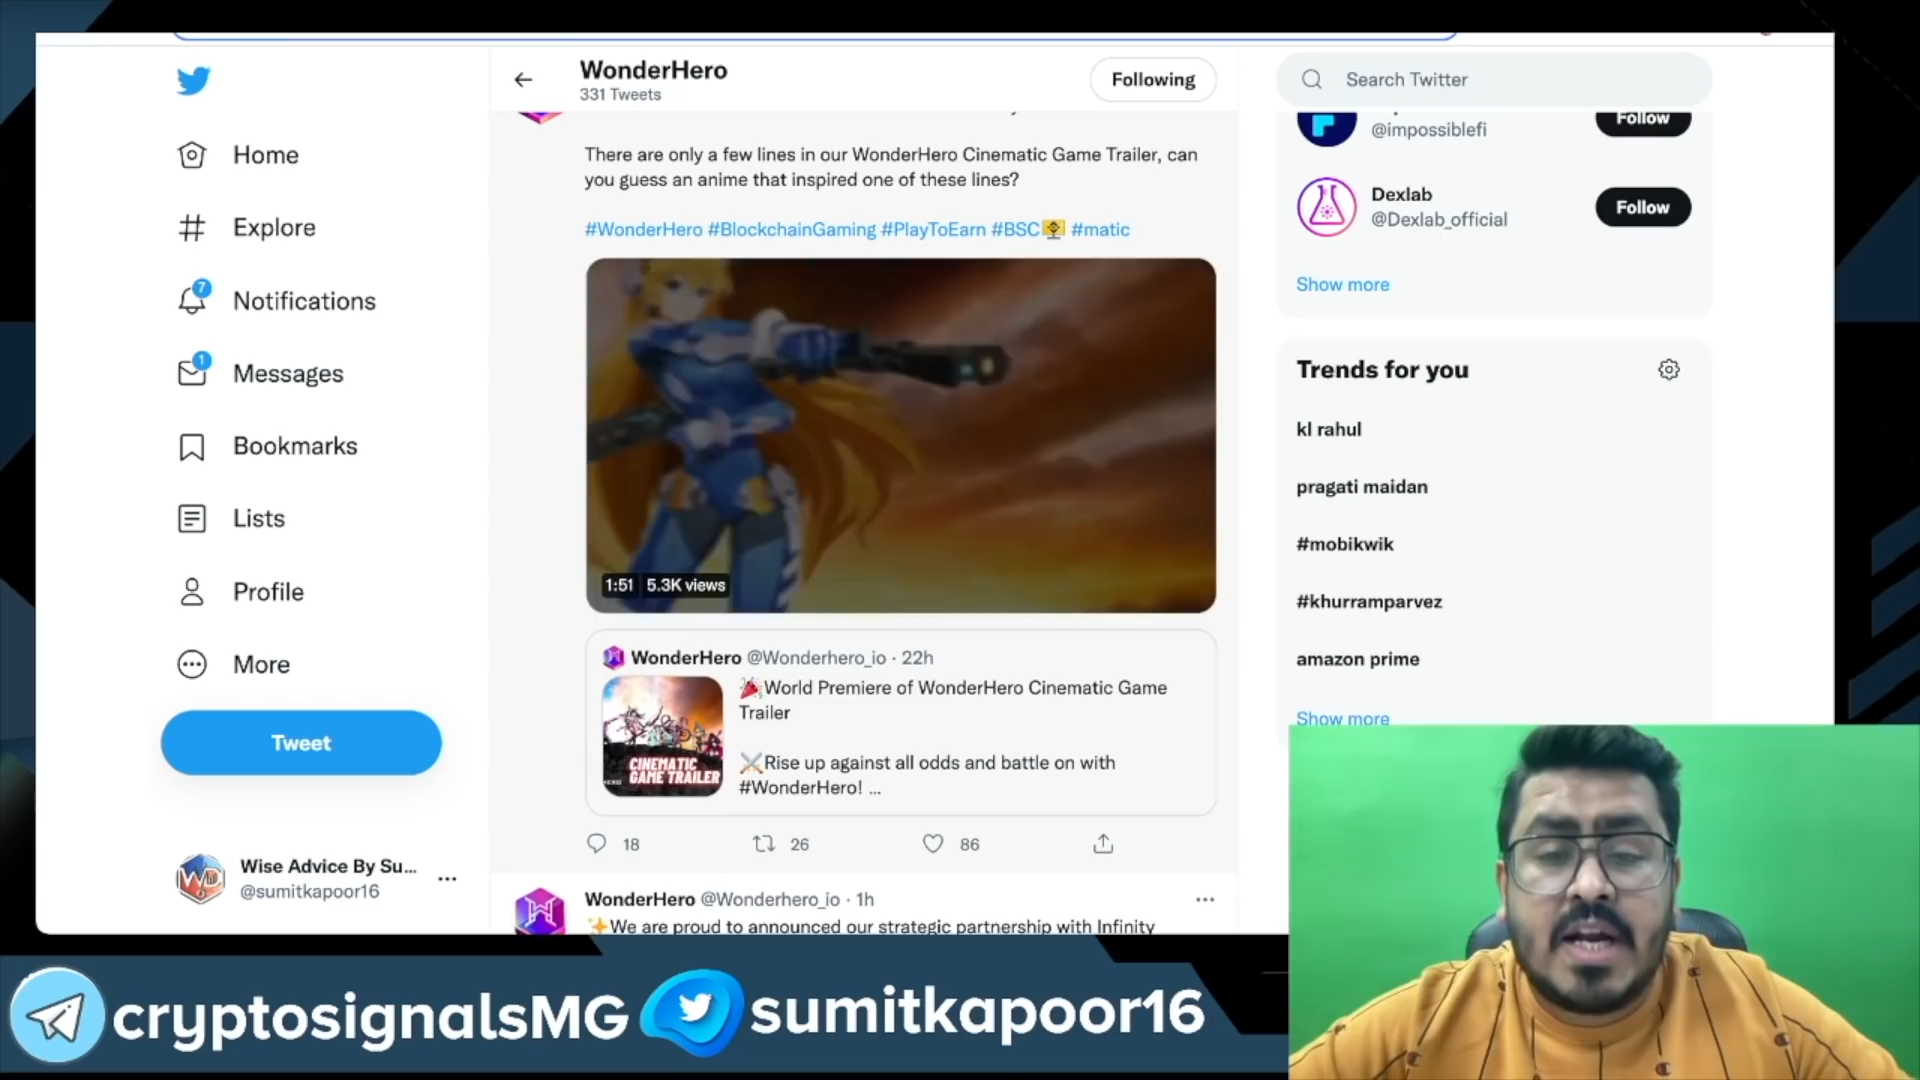 WonderHero
331 Tweets
Following
Search Twitter
Home
Explore
7
Notifications
1
Messages
Bookmarks
Lists
Profile
More
Tweet
Wise Advice By Su...
@sumitkapoor16
There are only a few lines in our WonderHero Cinematic Game Trailer, can
you guess an anime that inspired one of these lines?
#WonderHero #BlockchainGaming #PlayToEarn #BSC #matic
1:51 5.3K views
WonderHero @Wonderhero_io · 22h
World Premiere of WonderHero Cinematic Game
Trailer
Rise up against all odds and battle on with
#WonderHero! ...
CINEMATIC
GAME TRAILER
18
26
86
WonderHero @Wonderhero_io · 1h
We are proud to announced our strategic partnership with Infinity
@impossiblefi
Follow
Dexlab
@Dexlab_official
Follow
Show more
Trends for you
kl rahul
pragati maidan
#mobikwik
#khurramparvez
amazon prime
Show more
cryptosignalsMG
sumitkapoor16